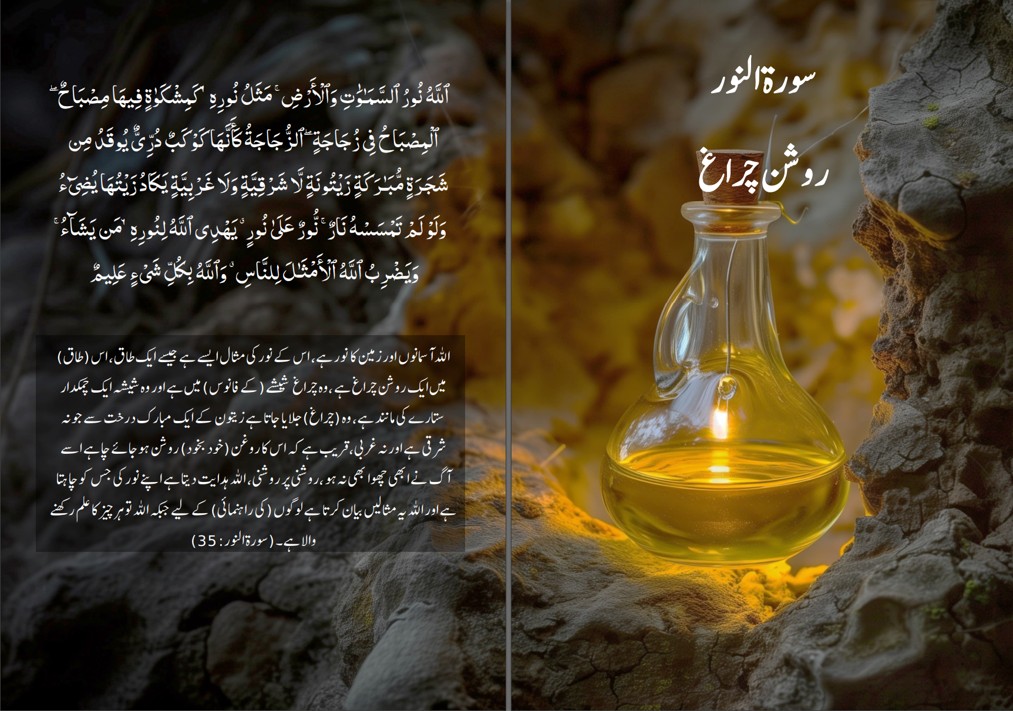 سورۃ النور
روشن چراغ
ٱللَّهُ نُورُ ٱلسَّمَـٰوَٰتِ وَٱلْأَرْضِ ۚ مَثَلُ نُورِهِۦ كَمِشْكَوٰةٍ فِيهَا مِصْبَاحٌ ۖ
ٱلْمِصْبَاحُ فِى زُجَاجَةٍ ۖ ٱلزُّجَاجَةُ كَأَنَّهَا كَوْكَبٌ دُرِّىٌّ يُوقَدُ مِن
شَجَرَةٍ مُّبَـٰرَكَةٍ زَيْتُونَةٍ لَّا شَرْقِيَّةٍ وَلَا غَرْبِيَّةٍ يَكَادُ زَيْتُهَا يُضِىٓءُ
وَلَوْ لَمْ تَمْسَسْهُ نَارٌ ۚ نُّورٌ عَلَىٰ نُورٍ ۗ يَهْدِى ٱللَّهُ لِنُورِهِۦ مَن يَشَآءُ ۚ
وَيَضْرِبُ ٱللَّهُ ٱلْأَمْثَـٰلَ لِلنَّاسِ ۗ وَٱللَّهُ بِكُلِّ شَىْءٍ عَلِيمٌ
اللہ آسمانوں اور زمین کا نور ہے، اس کے نور کی مثال ایسے ہے جیسے ایک طاق، اس (طاق)
میں ایک روشن چراغ ہے، وہ چراغ شیشے (کے فانوس) میں ہے اور وہ شیشہ ایک چمکدار
ستارے کی مانند ہے، وہ (چراغ) جلایا جاتا ہے زیتون کے ایک مبارک درخت سے جو نہ
شرقی ہے اور نہ غربی، قریب ہے کہ اس کا روغن (خود بخود) روشن ہو جائے چاہے اسے
آگ نے ابھی چھوا بھی نہ ہو، روشنی پر روشنی، اللہ ہدایت دیتا ہے اپنے نور کی جس کو چاہتا
ہے اور اللہ یہ مثالیں بیان کرتا ہے لوگوں (کی راہنمائی) کے لیے جبکہ اللہ تو ہر چیز کا علم رکھنے
والا ہے۔ (سورۃ النور: 35)